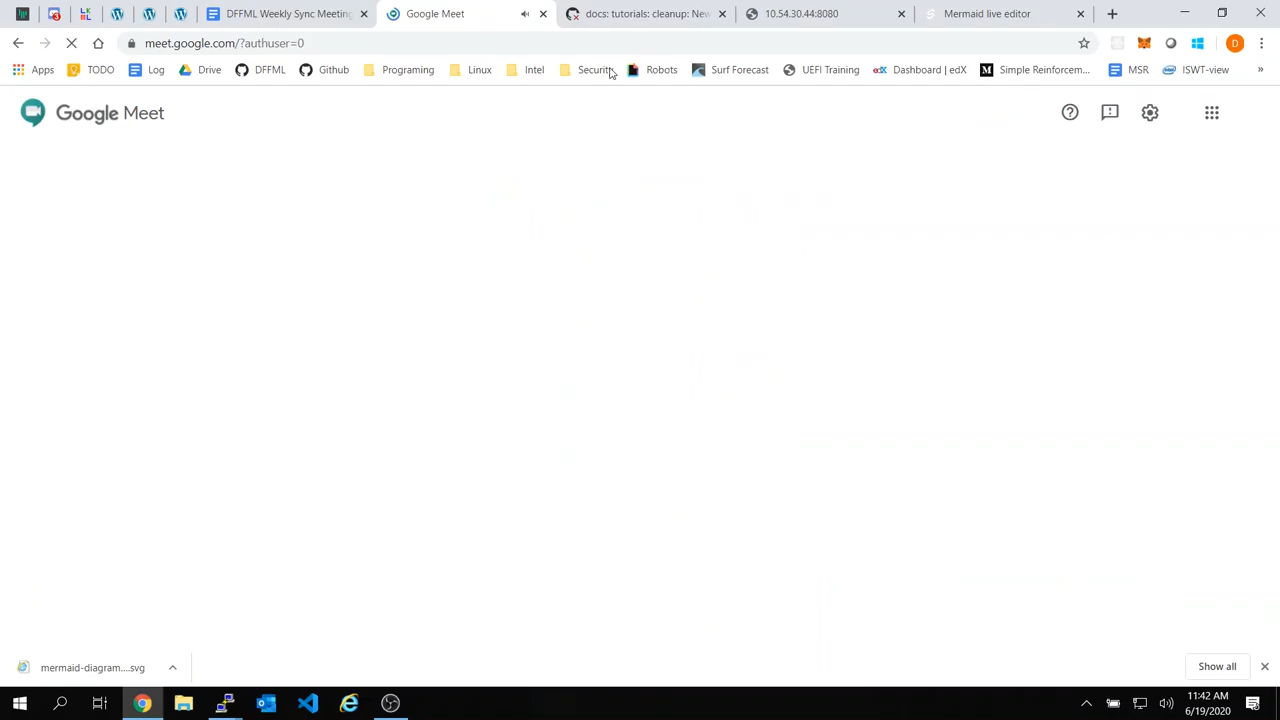 DFFML Weekly Sync Meeting
Google Meet
docs: tutorials: cleanup: New
10.54.30.44:8080
Mermaid live editor
meet.google.com/?authuser=0
Apps
TODO
Log
Drive
DFFML
Github
Programming
Linux
Intel
Security
Robots
Surf Forecast
UEFI Training
Dashboard | edX
Simple Reinforcem...
MSR
ISWT-view
»
Google Meet
mermaid-diagram....svg
Show all
11:42 AM
6/19/2020